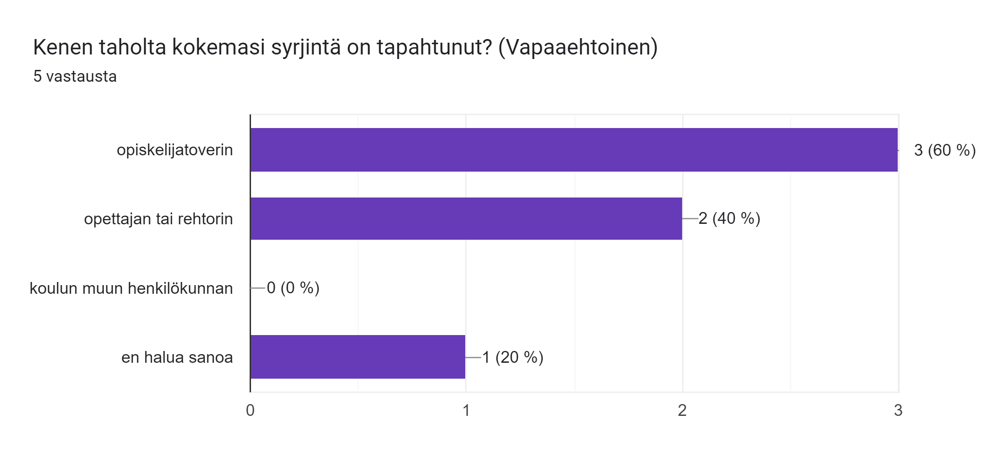 Kenen taholta kokemasi syrjintä on tapahtunut? (Vapaaehtoinen)
5 vastausta
opiskelijatoverin
3 (60 %)
opettajan tai rehtorin
2 (40 %)
koulun muun henkilökunnan
0 (0 %)
en halua sanoa
1 (20 %)
0 1 2 3